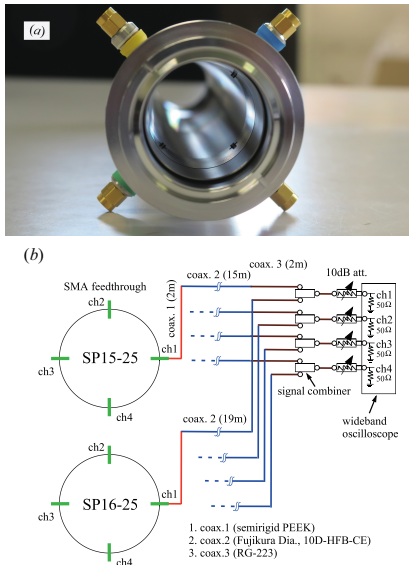 (a)
(b)
coax. 3 (2m)
coax. 2 (15m)
10dB att.
SMA feedthrough
coax. 1 (2m)
ch2
ch1
50Ω
ch2
50Ω
ch3
50Ω
ch4
50Ω
ch3
SP15-25
ch1
ch4
signal combiner
wideband
oscilloscope
coax. 2 (19m)
ch2
ch3
SP16-25
ch1
ch4
1. coax.1 (semirigid PEEK)
2. coax.2 (Fujikura Dia., 10D-HFB-CE)
3. coax.3 (RG-223)